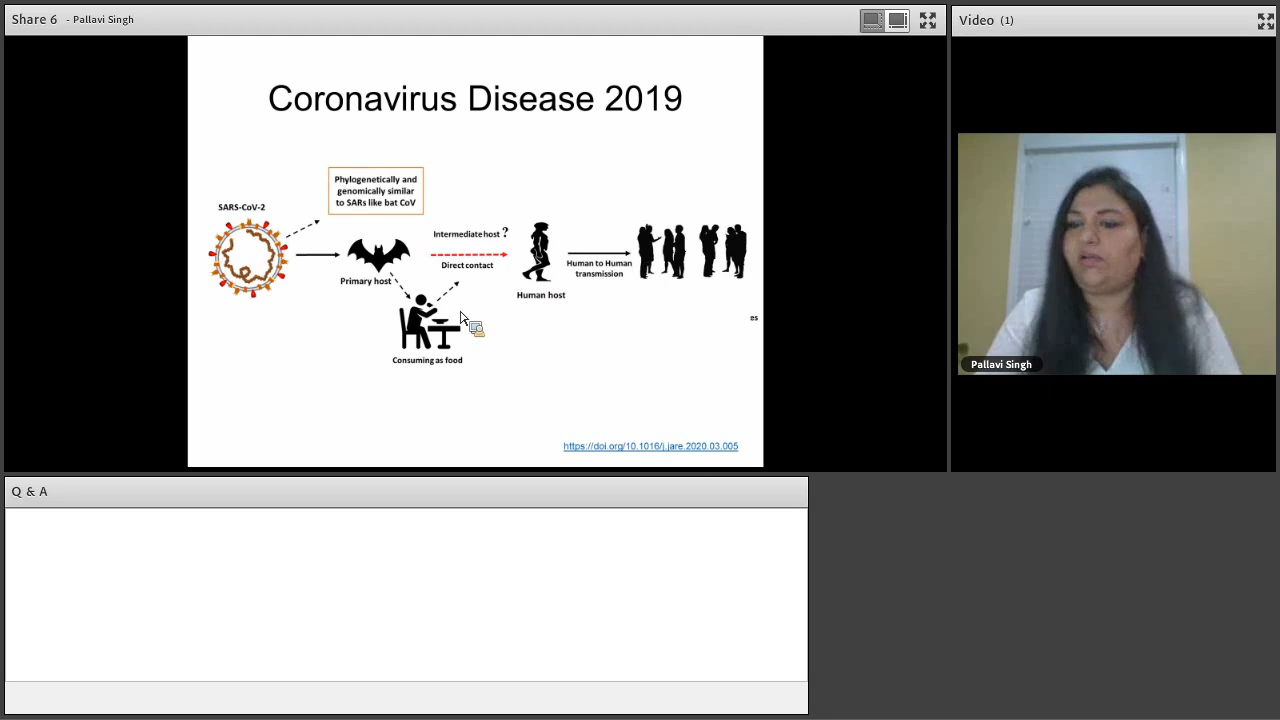 Share 6 - Pallavi Singh
Video (1)
Coronavirus Disease 2019
Phylogenetically and
genomically similar
to SARs like bat CoV
SARS-CoV-2
Intermediate host ?
Direct contact
Primary host
Human host
Human to Human
transmission
es
Consuming as food
https://doi.org/10.1016/j.jare.2020.03.005
Pallavi Singh
Q & A